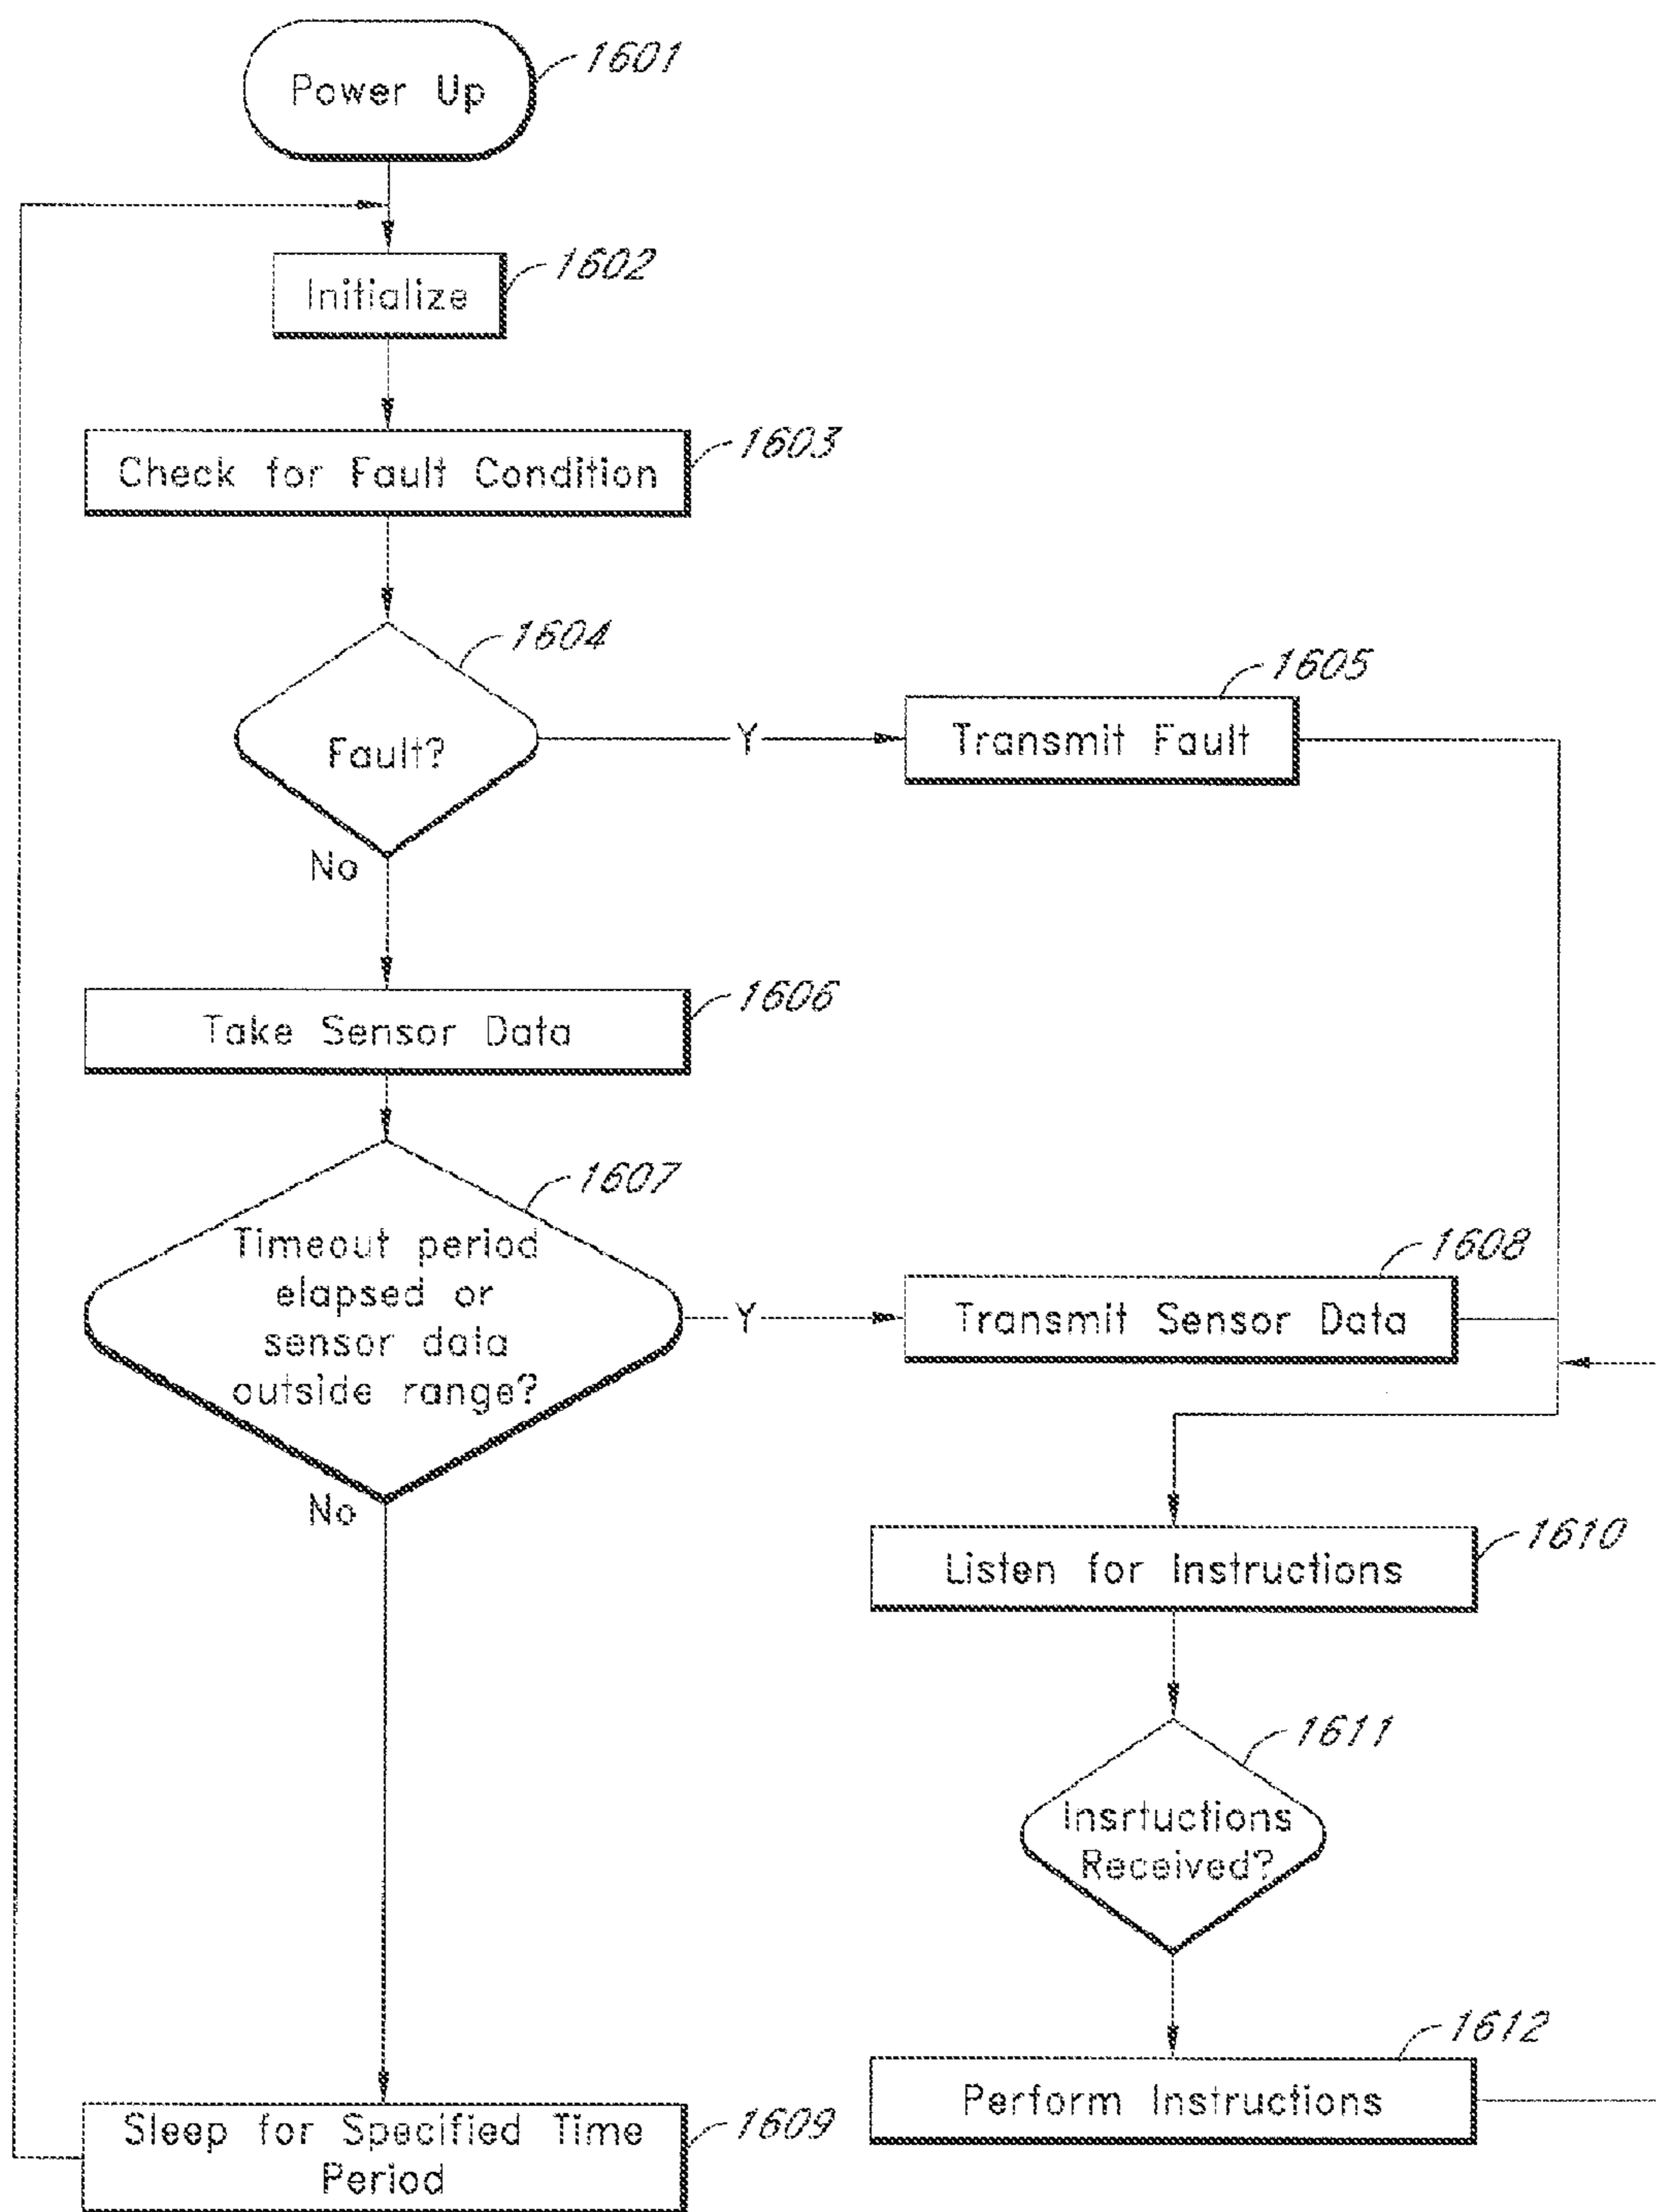 Power Up
1601
Initialize
1602
Check for Fault Condition
1603
Fault?
1604
Y
Transmit Fault
1605
No
Take Sensor Data
1606
Timeout period
elapsed or
sensor data
outside range?
1607
Y
Transmit Sensor Data
1608
No
Listen for Instructions
1610
Insrtuctions
Received?
1611
Perform Instructions
1612
Sleep for Specified Time
Period
1609